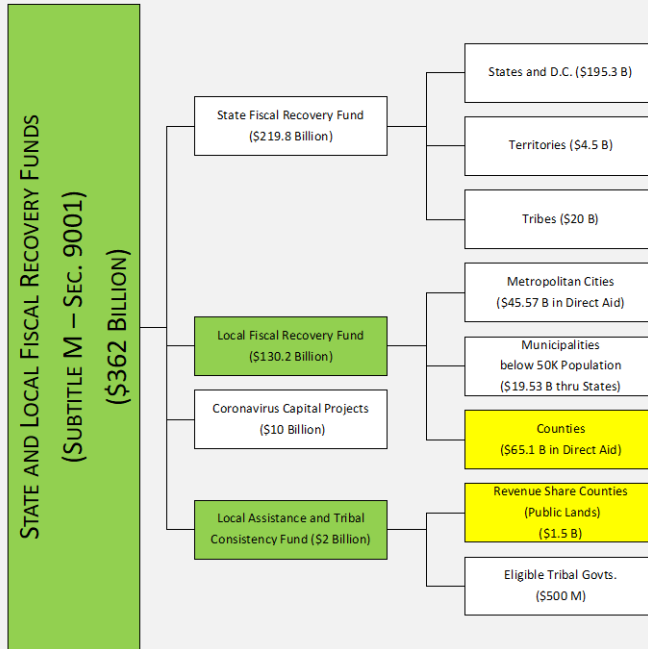 STATE AND LOCAL FISCAL RECOVERY FUNDS
(SUBTITLE M – SEC. 9001)
($362 BILLION)
State Fiscal Recovery Fund
($219.8 Billion)
States and D.C. ($195.3 B)
Territories ($4.5 B)
Tribes ($20 B)
Local Fiscal Recovery Fund
($130.2 Billion)
Metropolitan Cities
($45.57 B in Direct Aid)
Municipalities
below 50K Population
($19.53 B thru States)
Counties
($65.1 B in Direct Aid)
Coronavirus Capital Projects
($10 Billion)
Local Assistance and Tribal
Consistency Fund ($2 Billion)
Revenue Share Counties
(Public Lands)
($1.5 B)
Eligible Tribal Govts.
($500 M)